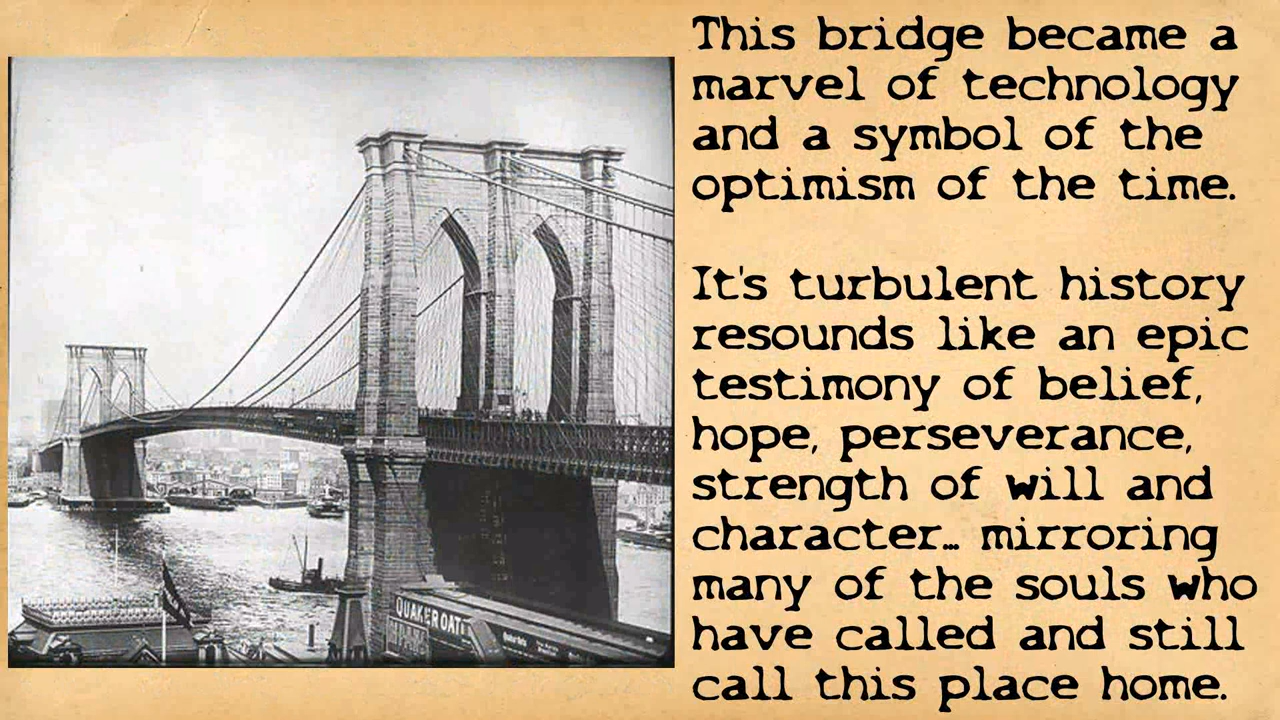 This bridge became a
marvel of technology
and a symbol of the
optimism of the time.
It's turbulent history
resounds like an epic
testimony of belief,
hope, perseverance,
strength of will and
character... mirroring
many of the souls who
have called and still
call this place home.
QUAKER OATS